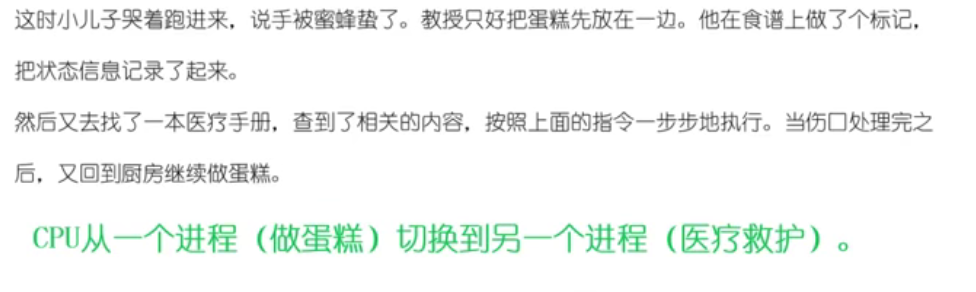 这时小儿子哭着跑进来，说手被蜜蜂蛰了。教授只好把蛋糕先放在一边。他在食谱上做了个标记，
把状态信息记录了起来。
然后又去找了一本医疗手册，查到了相关的内容，按照上面的指令一步步地执行。当伤口处理完之
后，又回到厨房继续做蛋糕。
CPU从一个进程（做蛋糕）切换到另一个进程（医疗救护）。